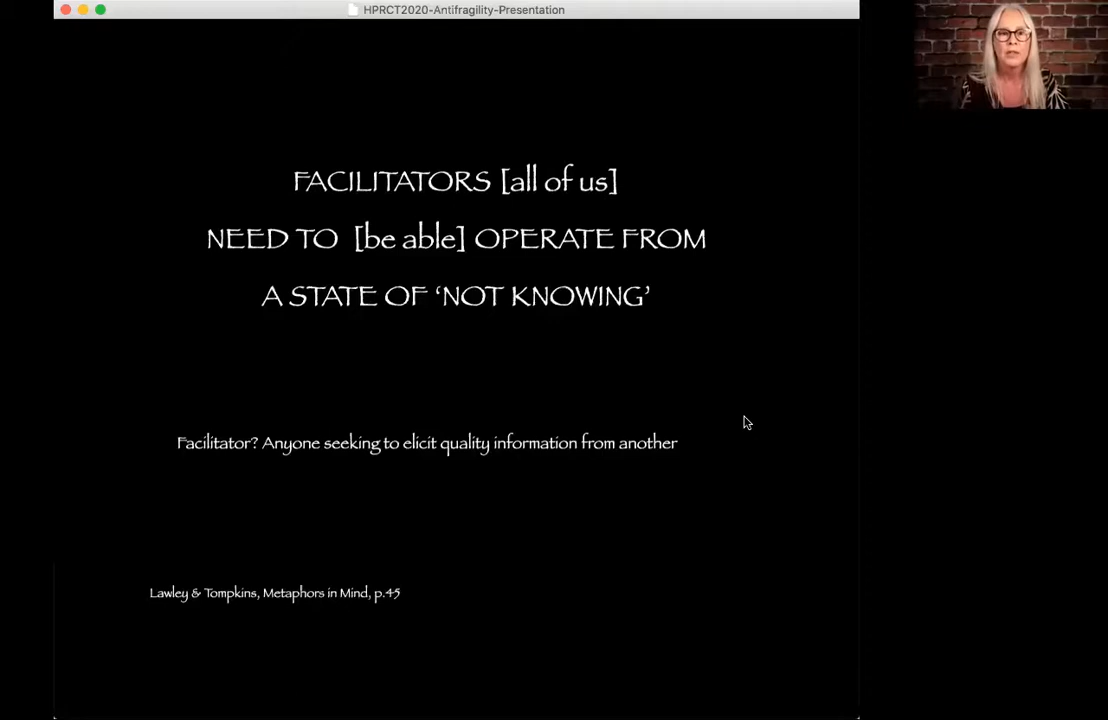 HPRCT2020-Antifragility-Presentation
FACILITATORS [all of us]
NEED TO [be able] OPERATE FROM
A STATE OF ‘NOT KNOWING’
Facilitator? Anyone seeking to elicit quality information from another
Lawley & Tompkins, Metaphors in Mind, p.45